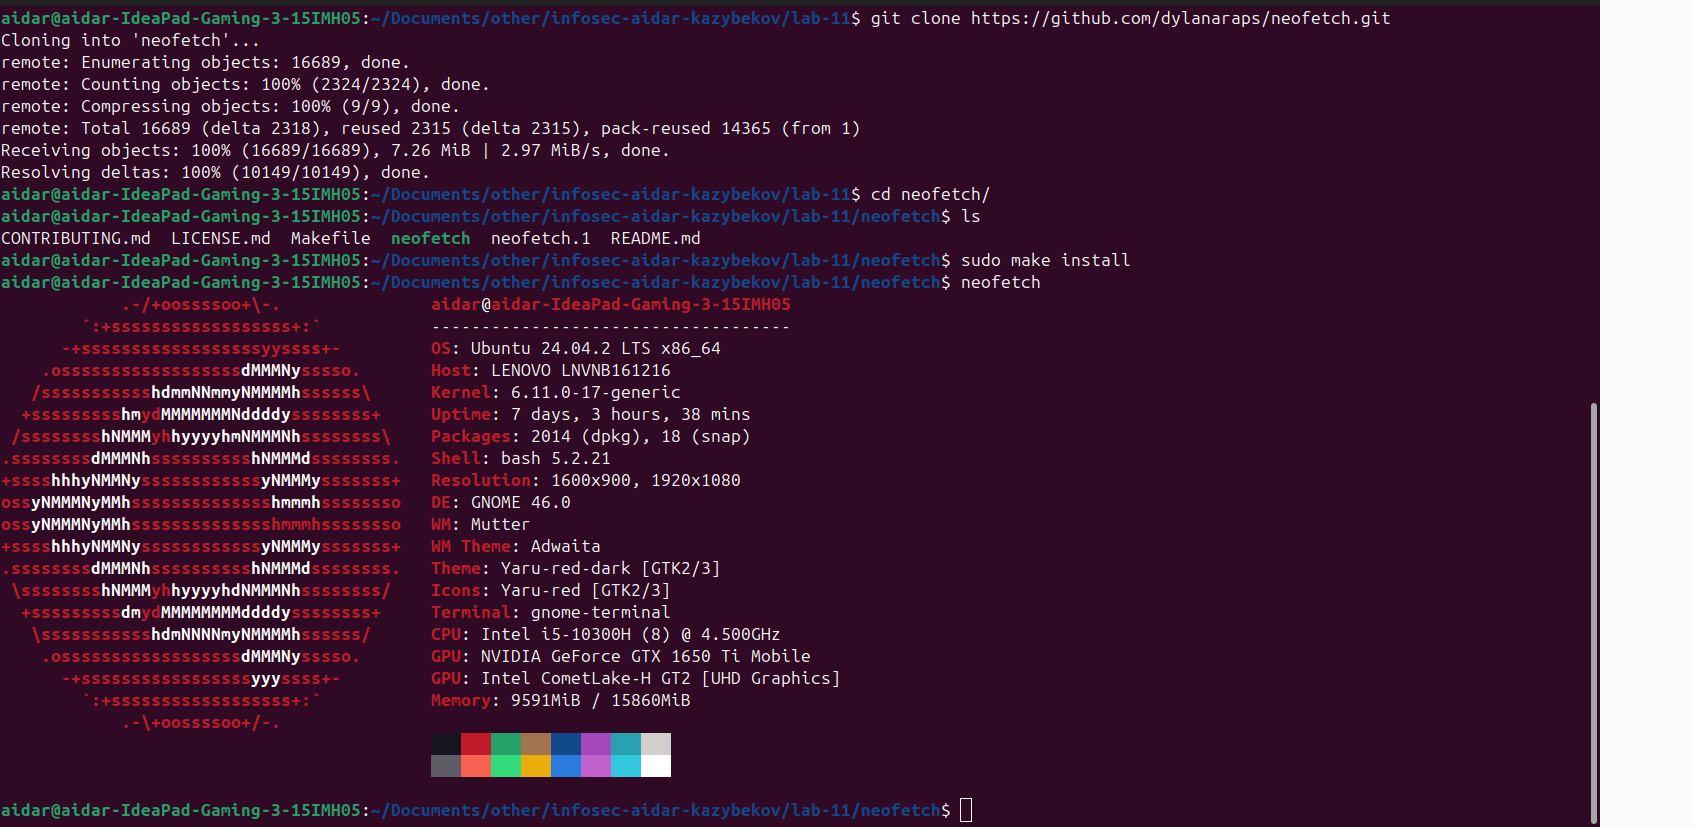 aidar@aidar-IdeaPad-Gaming-3-15IMH05:~/Documents/other/infosec-aidar-kazybekov/lab-11$ git clone https://github.com/dylanaraps/neofetch.git
Cloning into 'neofetch'...
remote: Enumerating objects: 16689, done.
remote: Counting objects: 100% (2324/2324), done.
remote: Compressing objects: 100% (9/9), done.
remote: Total 16689 (delta 2318), reused 2315 (delta 2315), pack-reused 14365 (from 1)
Receiving objects: 100% (16689/16689), 7.26 MiB | 2.97 MiB/s, done.
Resolving deltas: 100% (10149/10149), done.
aidar@aidar-IdeaPad-Gaming-3-15IMH05:~/Documents/other/infosec-aidar-kazybekov/lab-11$ cd neofetch/
aidar@aidar-IdeaPad-Gaming-3-15IMH05:~/Documents/other/infosec-aidar-kazybekov/lab-11/neofetch$ ls
CONTRIBUTING.md  LICENSE.md  Makefile  neofetch  neofetch.1  README.md
aidar@aidar-IdeaPad-Gaming-3-15IMH05:~/Documents/other/infosec-aidar-kazybekov/lab-11/neofetch$ sudo make install
aidar@aidar-IdeaPad-Gaming-3-15IMH05:~/Documents/other/infosec-aidar-kazybekov/lab-11/neofetch$ neofetch
            .-/+oossssoo+\-.               aidar@aidar-IdeaPad-Gaming-3-15IMH05
        ´:+ssssssssssssssssss+:`           ------------------------------------
      -+ssssssssssssssssssyyssss+-         OS: Ubuntu 24.04.2 LTS x86_64
    .ossssssssssssssssssdMMMNysssso.       Host: LENOVO LNVNB161216
   /ssssssssssshdmmNNmmyNMMMMhssssss\      Kernel: 6.11.0-17-generic
  +ssssssssshmydMMMMMMMNddddyssssssss+     Uptime: 7 days, 3 hours, 38 mins
 /sssssssshNMMMyhhyyyyhmNMMMNhssssssss\    Packages: 2014 (dpkg), 18 (snap)
.ssssssssdMMMNhsssssssssshNMMMdssssssss.   Shell: bash 5.2.21
+sssshhhyNMMNyssssssssssssyNMMMysssssss+   Resolution: 1600x900, 1920x1080
ossyNMMMNyMMhsssssssssssssshmmmhssssssso   DE: GNOME 46.0
ossyNMMMNyMMhsssssssssssssshmmmhssssssso   WM: Mutter
+sssshhhyNMMNyssssssssssssyNMMMysssssss+   WM Theme: Adwaita
.ssssssssdMMMNhsssssssssshNMMMdssssssss.   Theme: Yaru-red-dark [GTK2/3]
 \sssssssshNMMMyhhyyyyhdNMMMNhssssssss/    Icons: Yaru-red [GTK2/3]
  +sssssssssdmydMMMMMMMMddddyssssssss+     Terminal: gnome-terminal
   \ssssssssssshdmNNNNmyNMMMMhssssss/      CPU: Intel i5-10300H (8) @ 4.500GHz
    .ossssssssssssssssssdMMMNysssso.       GPU: NVIDIA GeForce GTX 1650 Ti Mobile
      -+sssssssssssssssssyyyssss+-         GPU: Intel CometLake-H GT2 [UHD Graphics]
        `:+ssssssssssssssssss+:`           Memory: 9591MiB / 15860MiB
            .-\+oossssoo+/-.
aidar@aidar-IdeaPad-Gaming-3-15IMH05:~/Documents/other/infosec-aidar-kazybekov/lab-11/neofetch$